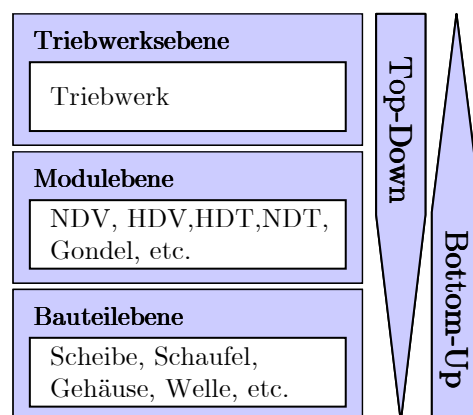 Triebwerksebene
Triebwerk
Modulebene
NDV, HDV,HDT,NDT,
Gondel, etc.
Bauteilebene
Scheibe, Schaufel,
Gehäuse, Welle, etc.
Top-Down
Bottom-Up